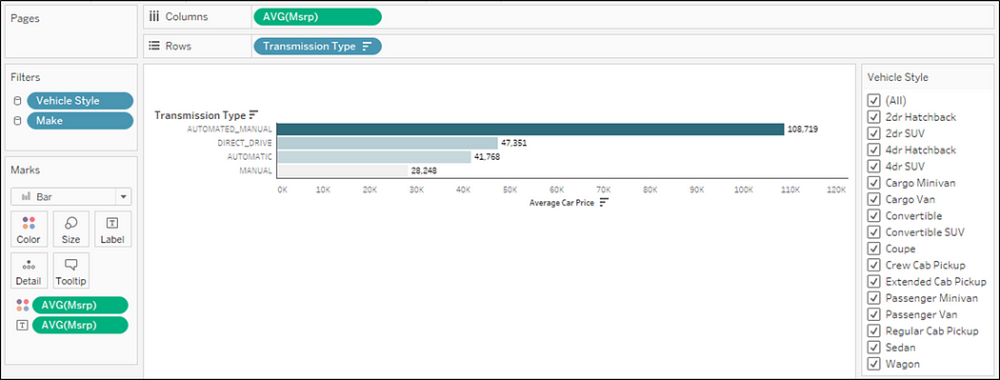 Pages
Columns
AVG(Msrp)
Rows
Transmission Type
Filters
Vehicle Style
Make
Marks
Bar
Color
Size
Label
Detail
Tooltip
AVG(Msrp)
AVG(Msrp)
Transmission Type
AUTOMATED_MANUAL 108,719
DIRECT_DRIVE 47,351
AUTOMATIC 41,768
MANUAL 28,248
0K 10K 20K 30K 40K 50K 60K 70K 80K 90K 100K 110K 120K
Average Car Price
Vehicle Style
(All)
2dr Hatchback
2dr SUV
4dr Hatchback
4dr SUV
Cargo Minivan
Cargo Van
Convertible
Convertible SUV
Coupe
Crew Cab Pickup
Extended Cab Pickup
Passenger Minivan
Passenger Van
Regular Cab Pickup
Sedan
Wagon